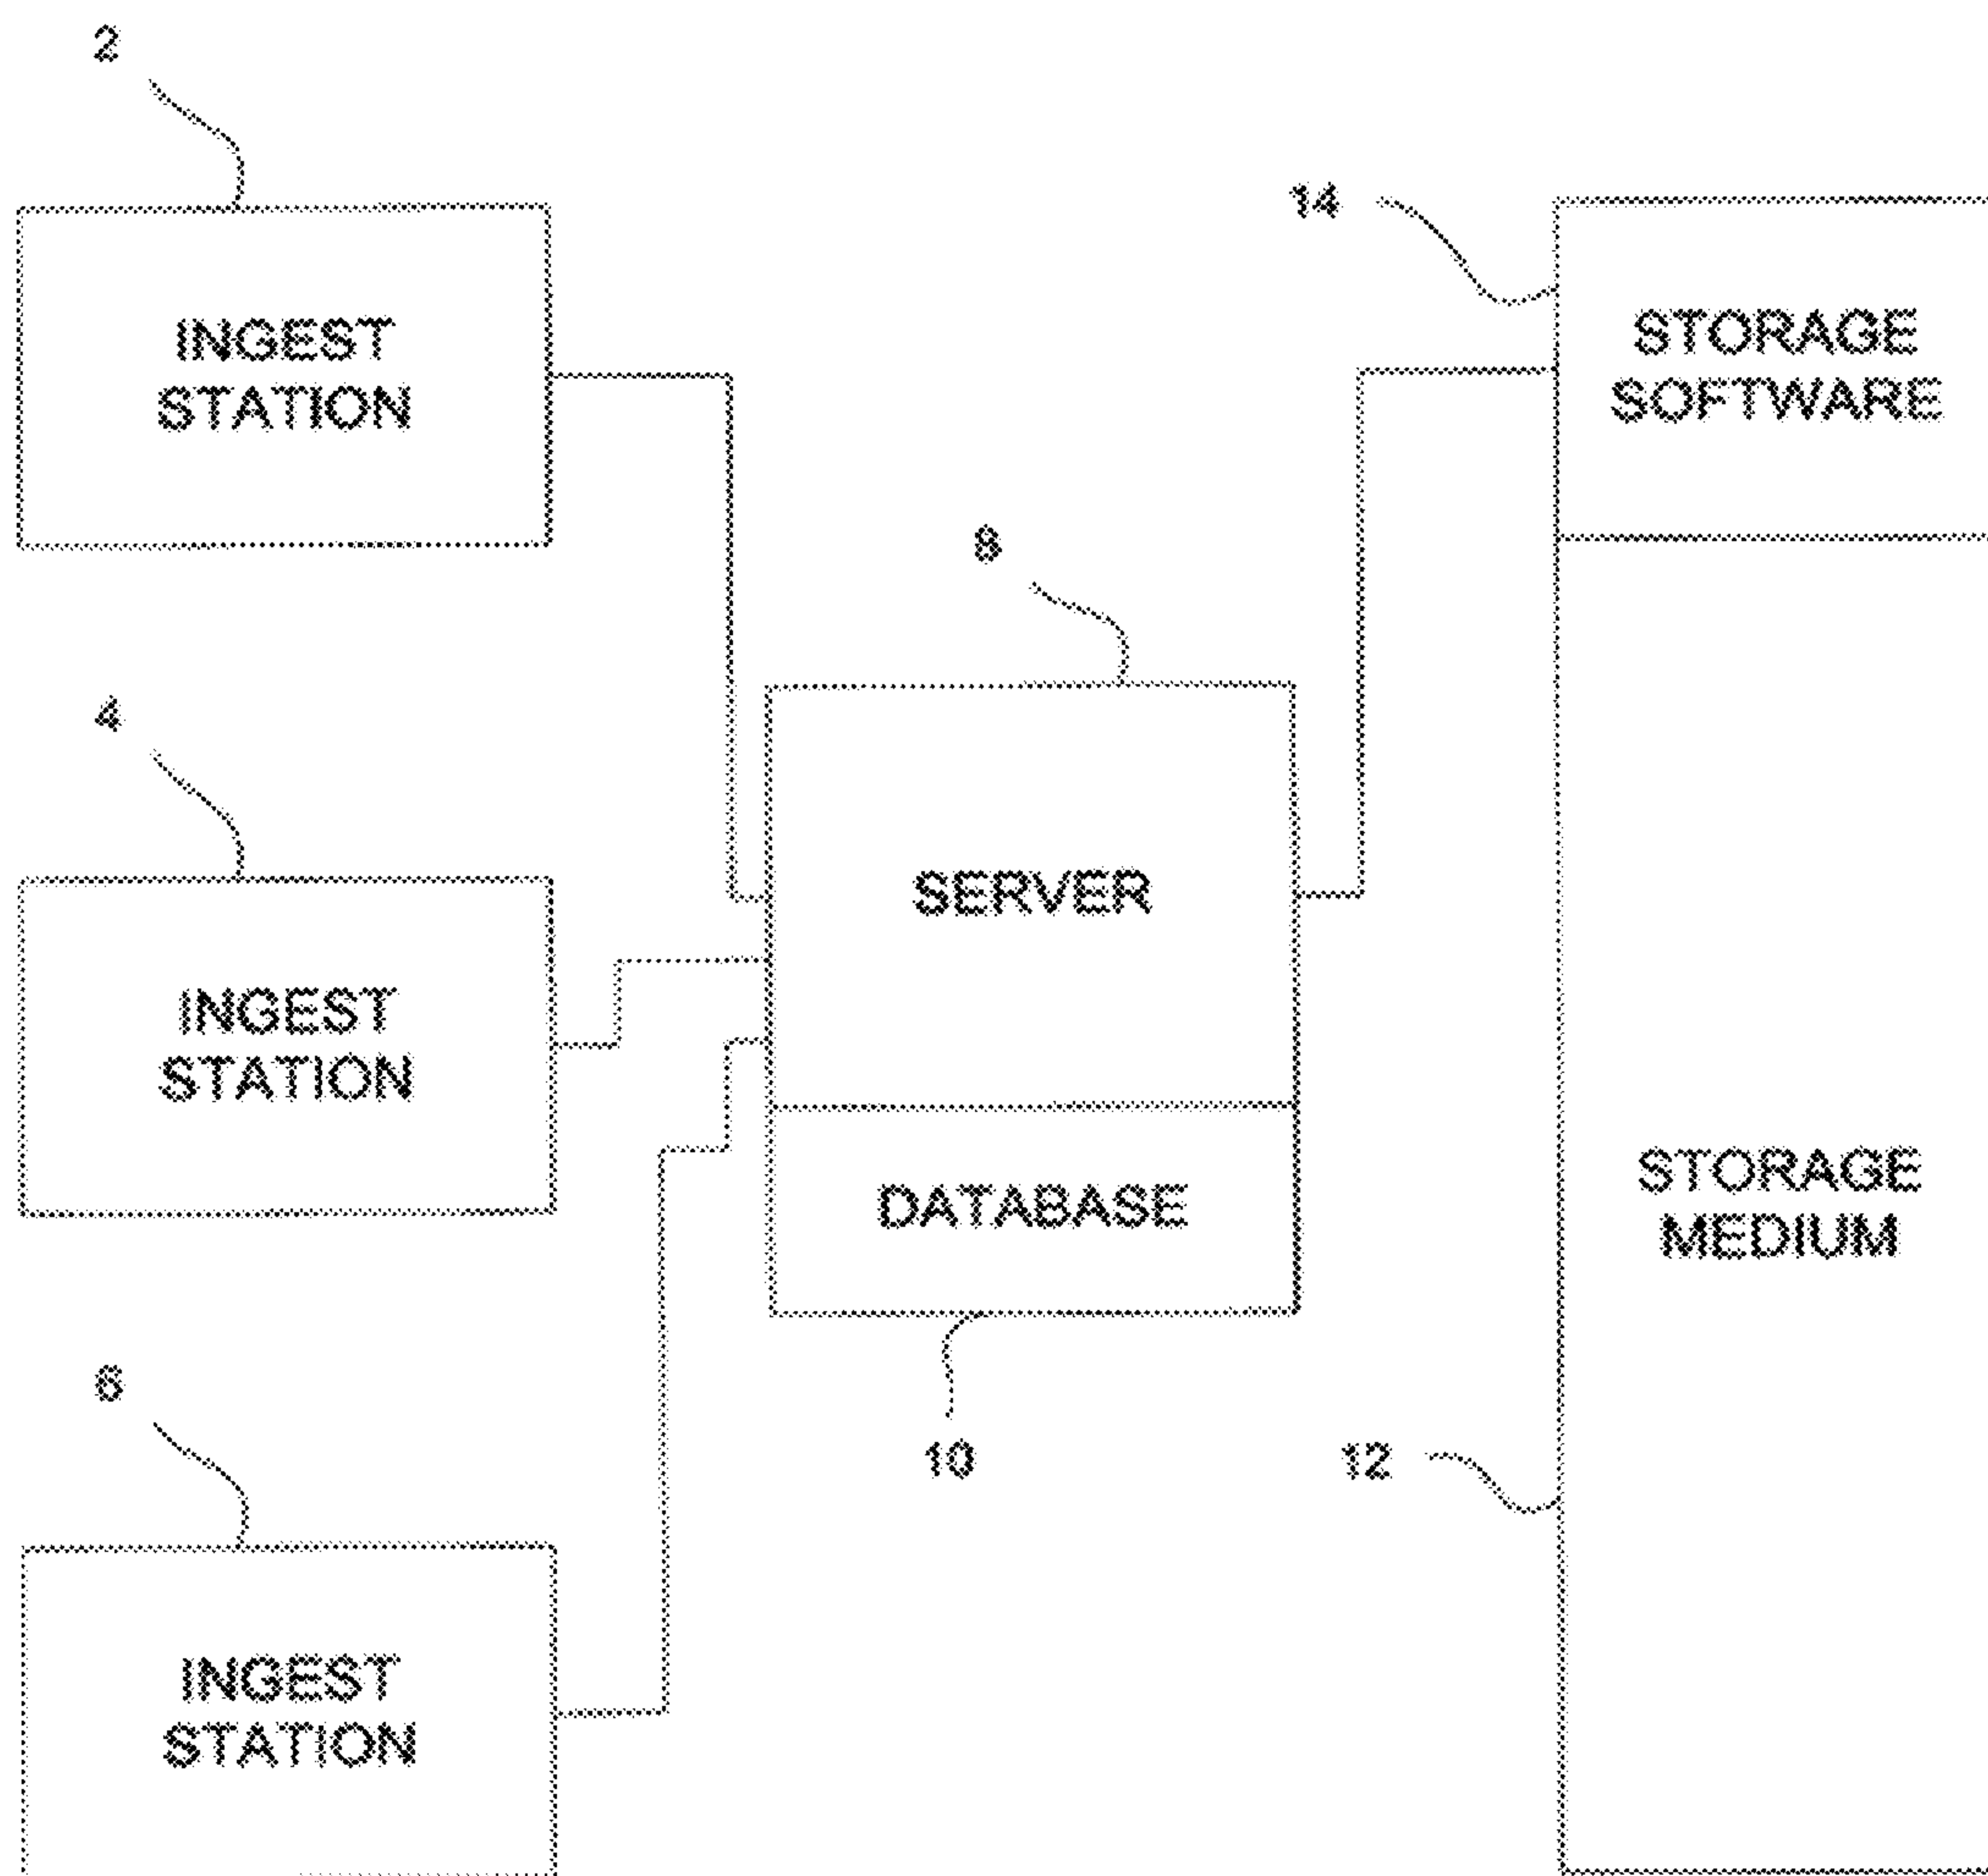 2
INGEST
STATION
14
STORAGE
SOFTWARE
8
4
SERVER
INGEST
STATION
DATABASE
STORAGE
MEDIUM
6
10
12
INGEST
STATION